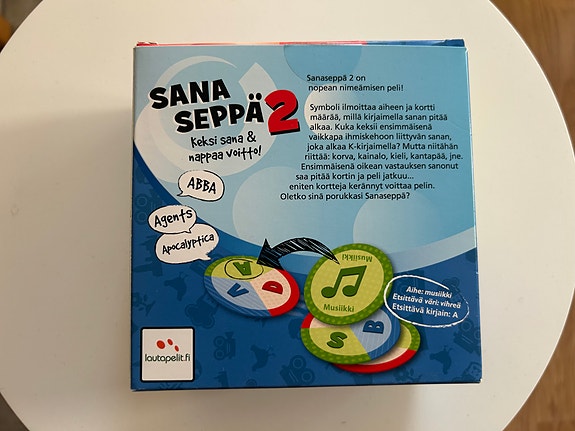 SANA
SEPPÄ 2
Keksi sana &
nappaa voitto!
Sanaseppä 2 on
nopean nimeämisen peli!
Symboli ilmoittaa aiheen ja kortti
määrää, millä kirjaimella sanan pitää
alkaa. Kuka keksii ensimmäisenä
vaikkapa ihmiskehoon liittyvän sanan,
joka alkaa K-kirjaimella? Mutta niitähän
riittää: korva, kainalo, kieli, kantapää, jne.
Ensimmäisenä oikean vastauksen sanonut
saa pitää kortin ja peli jatkuu...
eniten kortteja kerännyt voittaa pelin.
Oletko sinä porukkasi Sanaseppä?
ABBA
Agents
Apocalyptica
A
V
D
Musiikki
Musiikki
S
B
Aihe: musiikki
Etsittävä väri: vihreä
Etsittävä kirjain: A
lautapelit.fi